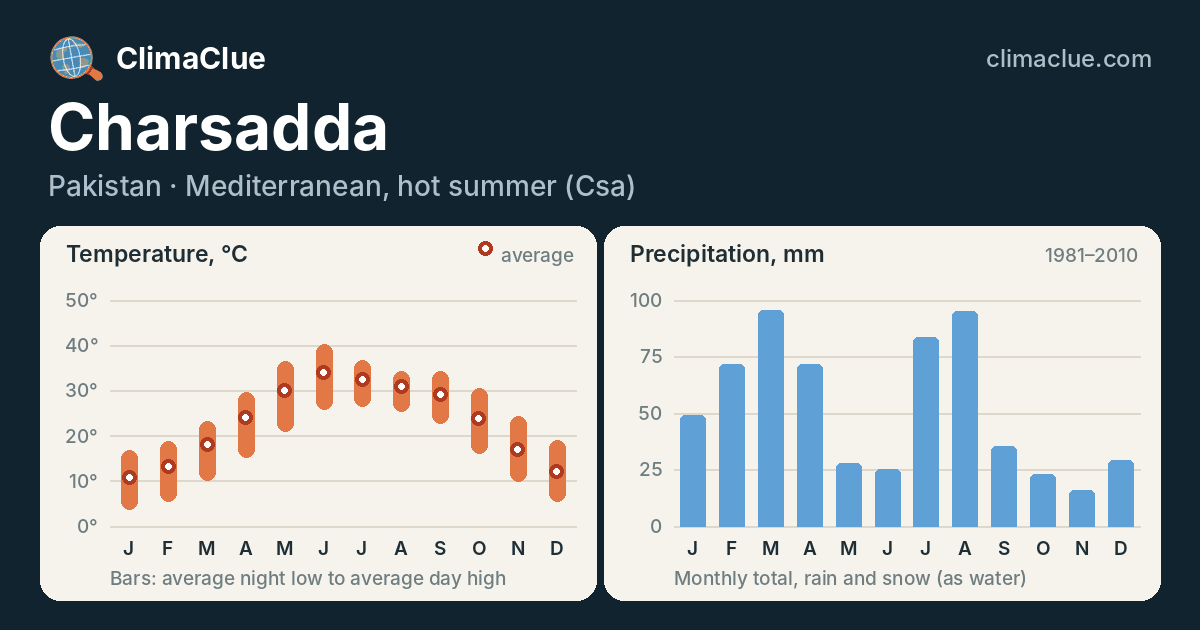 ClimaClue
climaclue.com
Charsadda
Pakistan · Mediterranean, hot summer (Csa)
Temperature, °C
average
50°
40°
30°
20°
10°
0°
J F M A M J J A S O N D
Bars: average night low to average day high
Precipitation, mm
1981–2010
100
75
50
25
0
J F M A M J J A S O N D
Monthly total, rain and snow (as water)